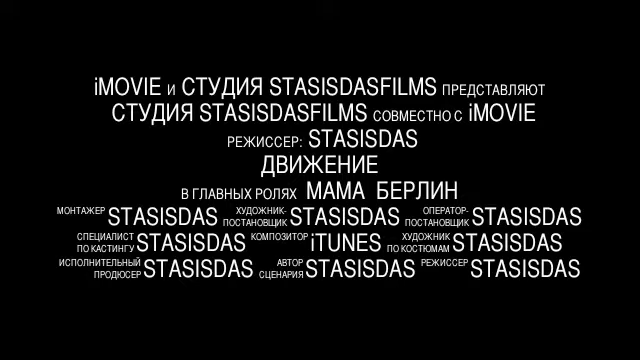 iMOVIE И СТУДИЯ STASISDASFILMS ПРЕДСТАВЛЯЮТ
СТУДИЯ STASISDASFILMS СОВМЕСТНО С iMOVIE
РЕЖИССЕР: STASISDAS
ДВИЖЕНИЕ
В ГЛАВНЫХ РОЛЯХ МАМА БЕРЛИН
МОНТАЖЕР STASISDAS ХУДОЖНИК-ПОСТАНОВЩИК STASISDAS ОПЕРАТОР-ПОСТАНОВЩИК STASISDAS
СПЕЦИАЛИСТ ПО КАСТИНГУ STASISDAS КОМПОЗИТОР iTUNES ХУДОЖНИК ПО КОСТЮМАМ STASISDAS
ИСПОЛНИТЕЛЬНЫЙ ПРОДЮСЕР STASISDAS АВТОР СЦЕНАРИЯ STASISDAS РЕЖИССЕР STASISDAS